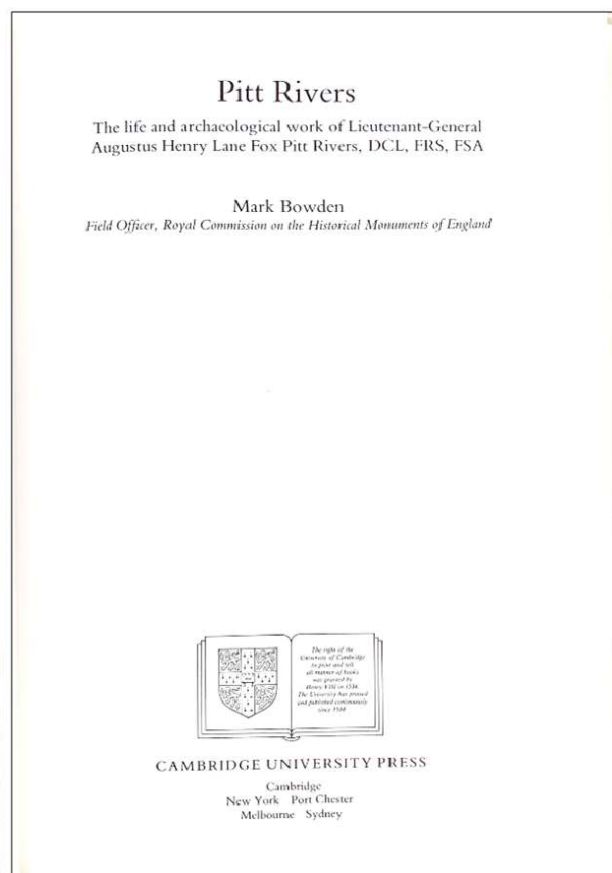 Pitt Rivers
The life and archaeological work of Lieutenant-General
Augustus Henry Lane Fox Pitt Rivers, DCL, FRS, FSA
Mark Bowden
Field Officer, Royal Commission on the Historical Monuments of England
The right of the
University of Cambridge
to print and sell
all manner of books
was granted by
Henry VIII in 1534.
The University has printed
and published continuously
since 1584.
CAMBRIDGE UNIVERSITY PRESS
Cambridge
New York Port Chester
Melbourne Sydney